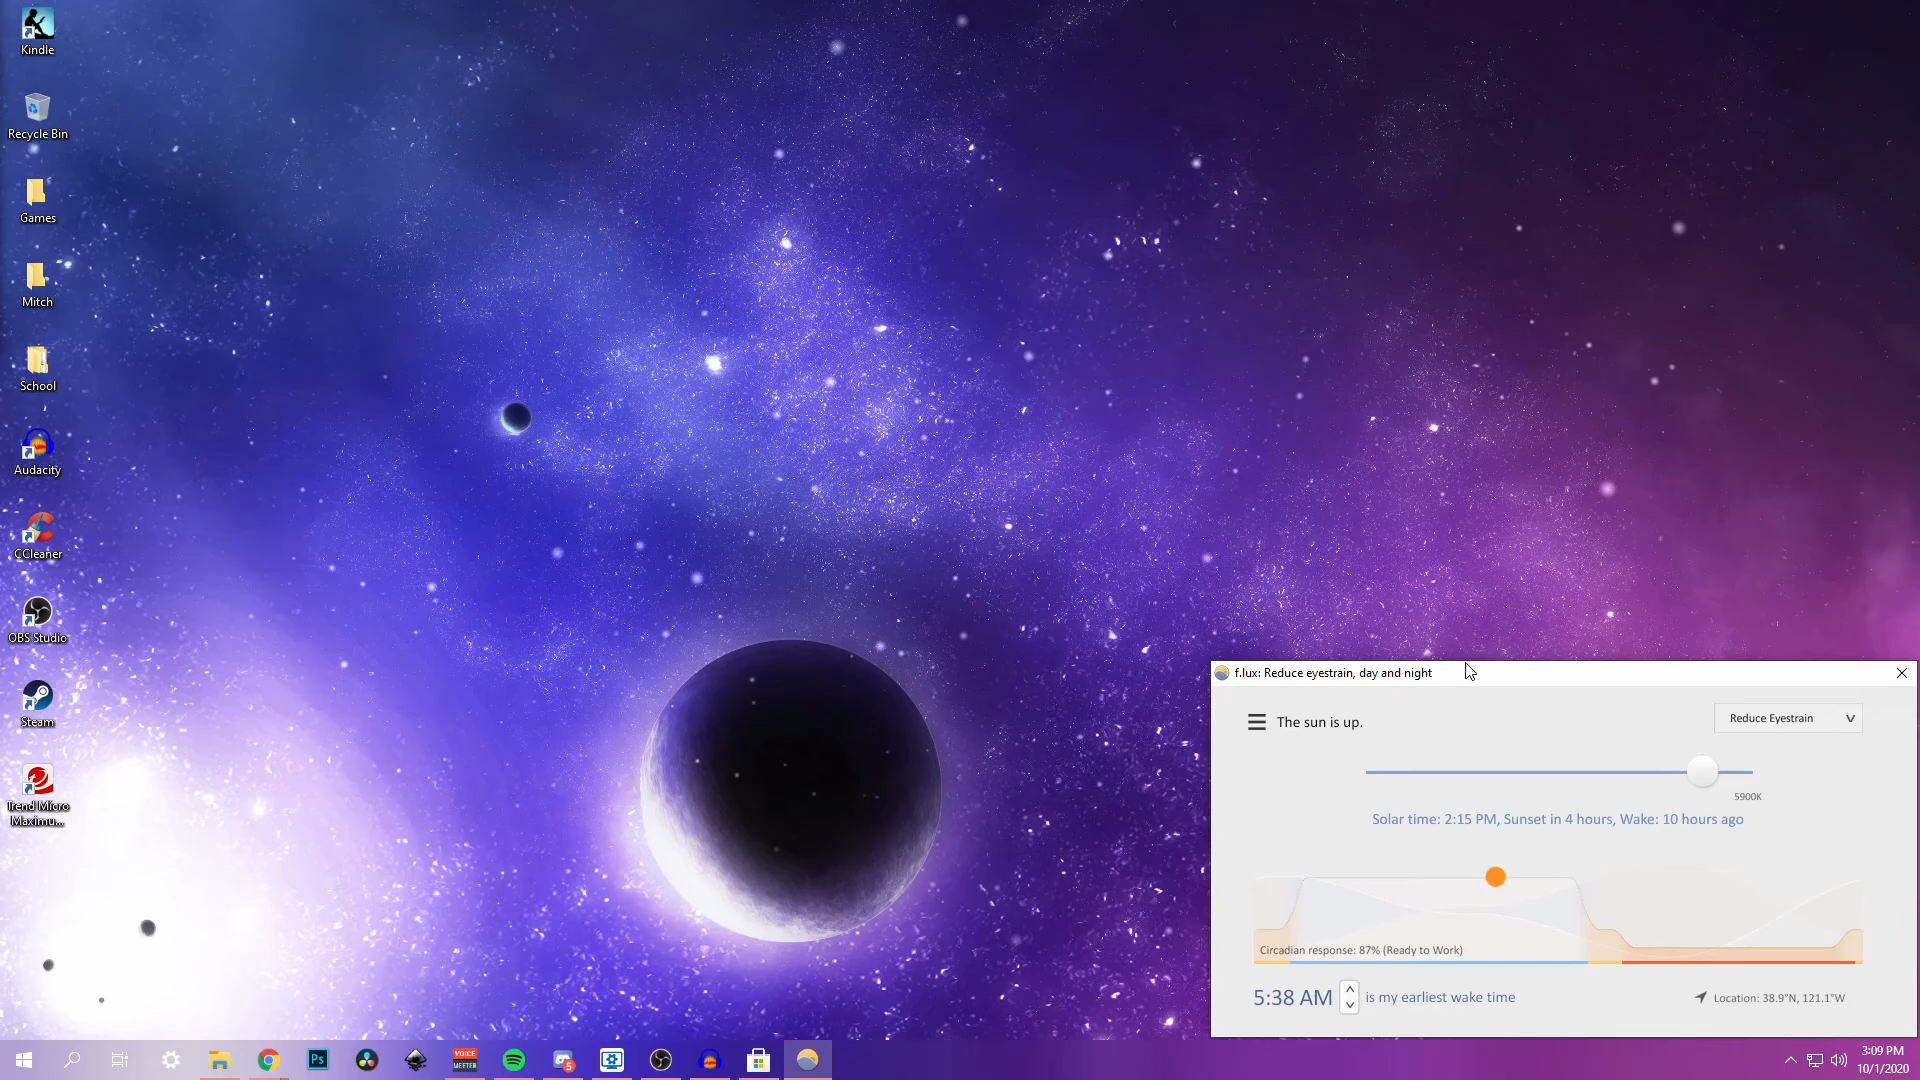 Kindle
Recycle Bin
Games
Mitch
School
Audacity
CCleaner
OBS Studio
Steam
Trend Micro
Maximu...
f.lux: Reduce eyestrain, day and night
The sun is up.
Reduce Eyestrain
5900K
Solar time: 2:15 PM, Sunset in 4 hours, Wake: 10 hours ago
Circadian response: 87% (Ready to Work)
5:38 AM is my earliest wake time
Location: 38.9°N, 121.1°W
Ps
VOICE
MEETER
5
3:09 PM
10/1/2020